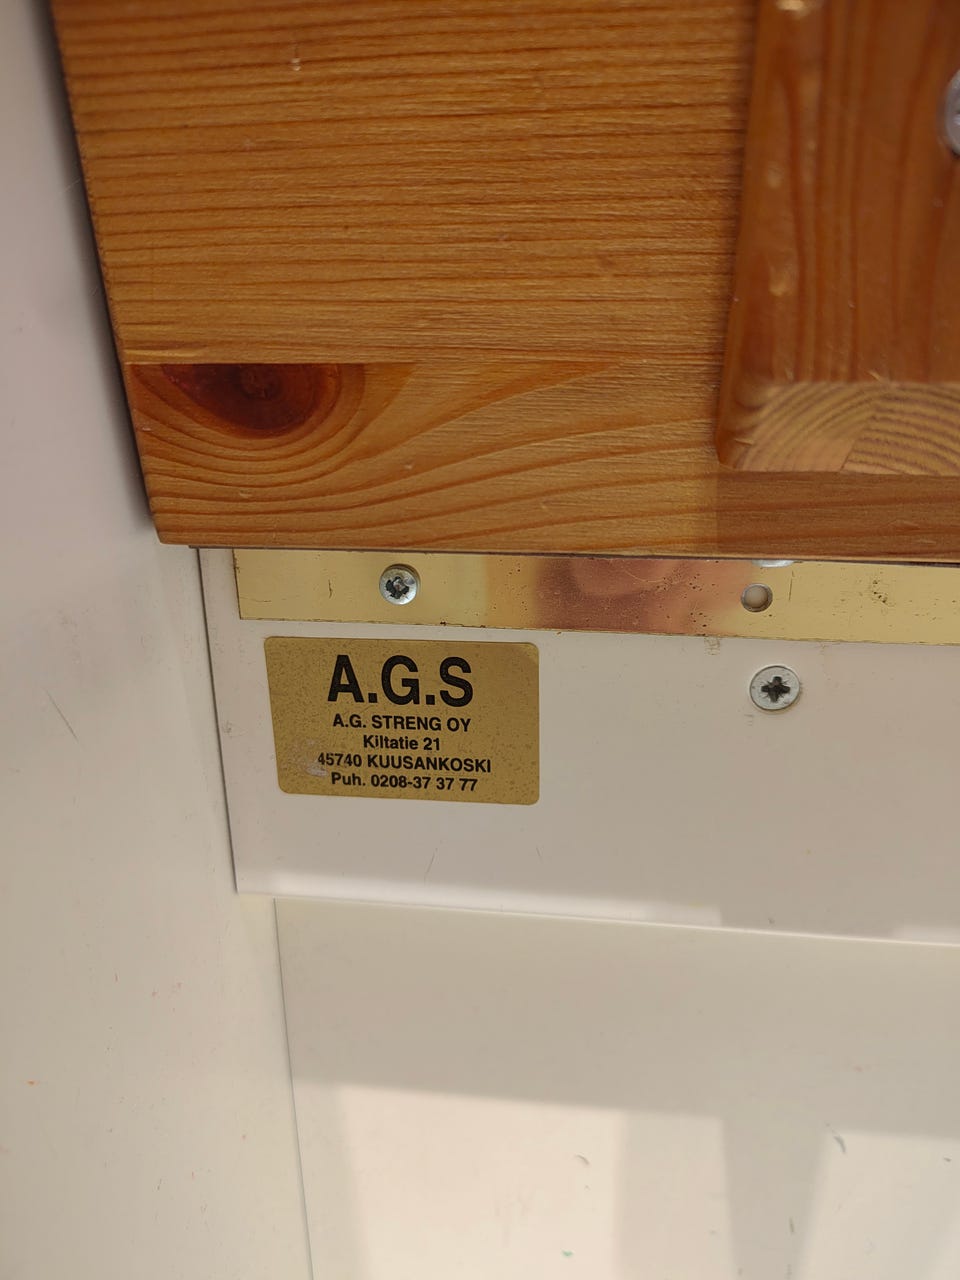 A.G.S
A.G. STRENG OY
Kiltatie 21
45740 KUUSANKOSKI
Puh. 0208-37 37 77